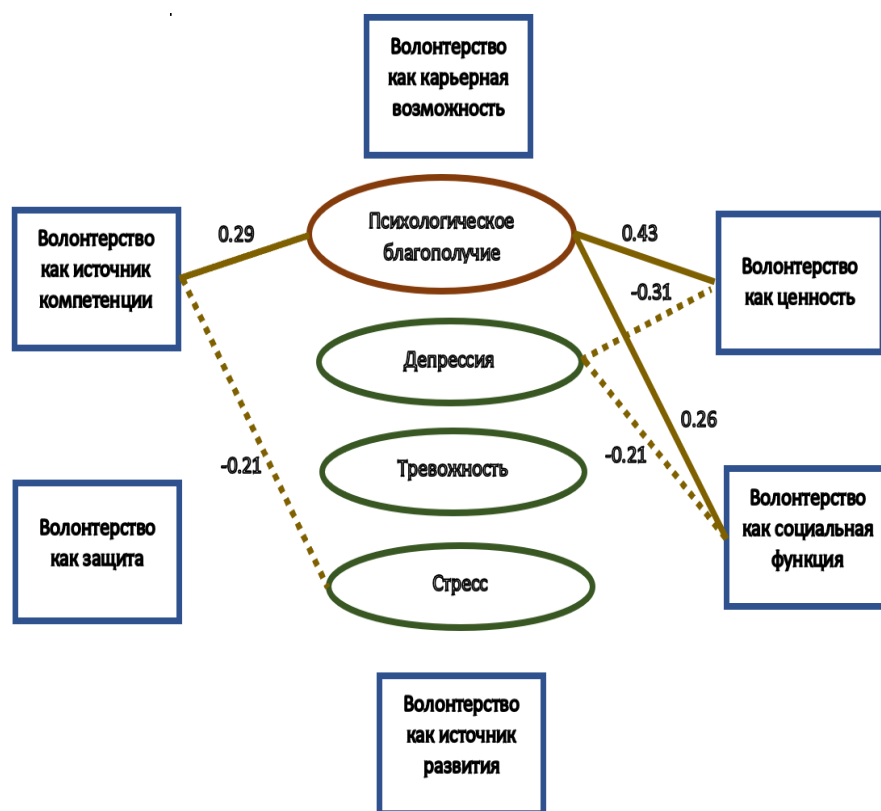 Волонтерство
как карьерная
возможность
Психологическое
благополучие
0.29
0.43
Волонтерство
как источник
компетенции
Волонтерство
как ценность
-0.31
Депрессия
0.26
-0.21
-0.21
Тревожность
Волонтерство
как защита
Волонтерство
как социальная
функция
Стресс
Волонтерство
как источник
развития